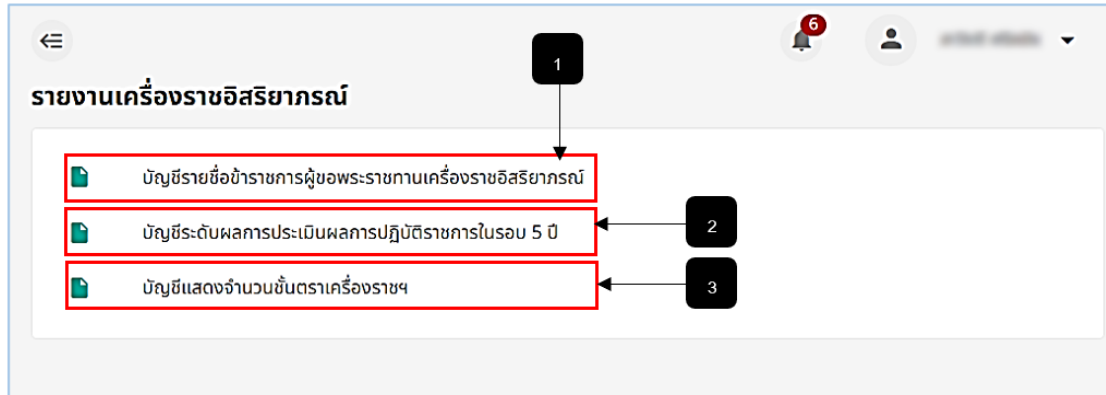 6
1
รายงานเครื่องราชอิสริยาภรณ์
บัญชีรายชื่อข้าราชการผู้ขอพระราชทานเครื่องราชอิสริยาภรณ์
บัญชีระดับผลการประเมินผลการปฏิบัติราชการในรอบ 5 ปี
2
บัญชีแสดงจำนวนชั้นตราเครื่องราชฯ
3